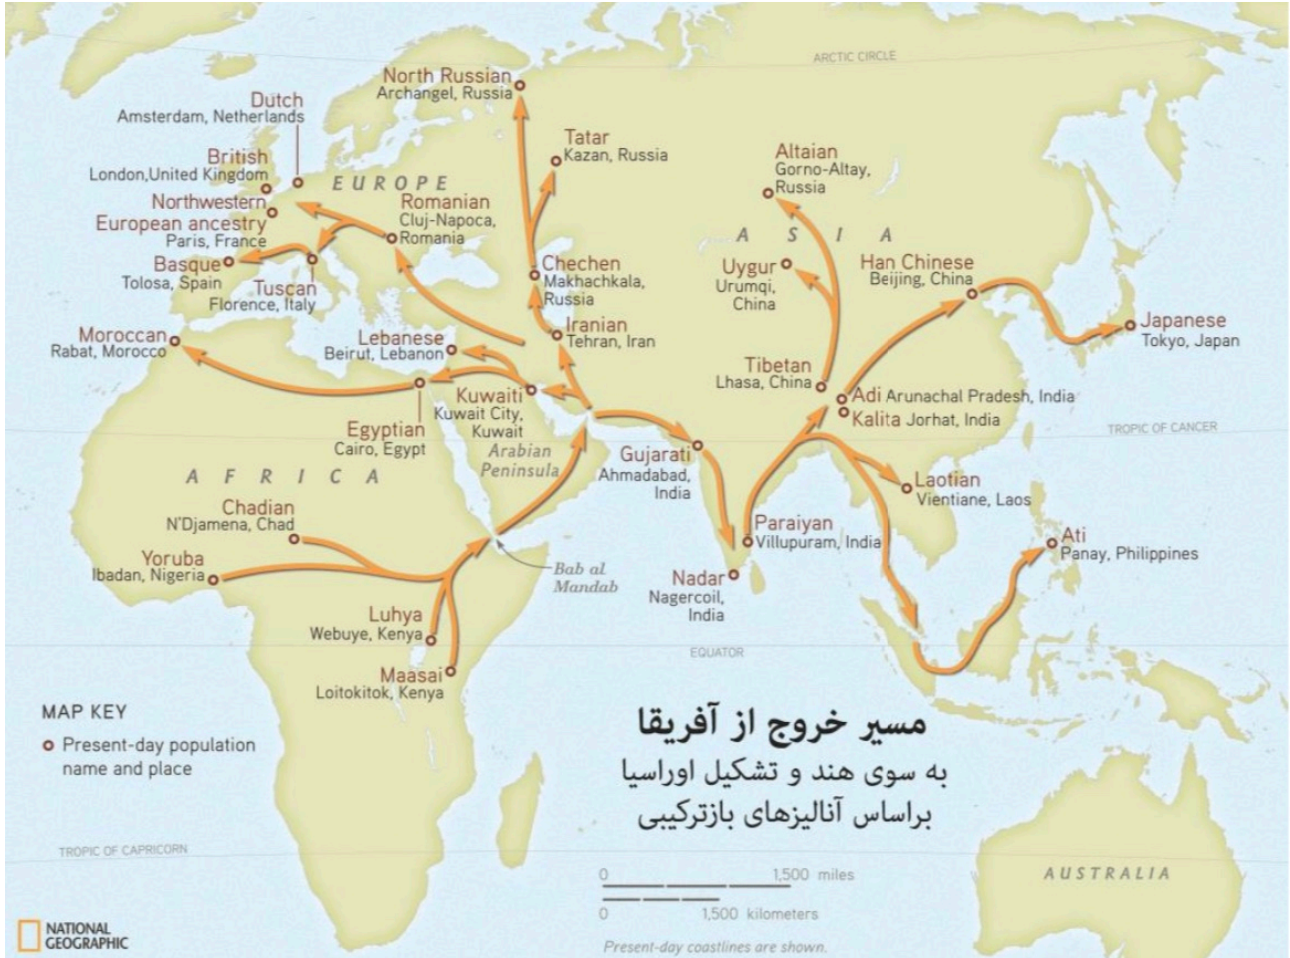 ARCTIC CIRCLE
North Russian
Archangel, Russia
Dutch
Amsterdam, Netherlands
Tatar
Kazan, Russia
Altaian
Gorno-Altay,
Russia
British
London,United Kingdom
EUROPE
Northwestern
European ancestry
Paris, France
Romanian
Cluj-Napoca,
Romania
ASIA
Basque
Tolosa, Spain
Tuscan
Florence, Italy
Chechen
Makhachkala,
Russia
Uygur
Urumqi,
China
Han Chinese
Beijing, China
Moroccan
Rabat, Morocco
Lebanese
Beirut, Lebanon
Iranian
Tehran, Iran
Japanese
Tokyo, Japan
Tibetan
Lhasa, China
Kuwaiti
Kuwait City,
Kuwait
Adi Arunachal Pradesh, India
Kalita Jorhat, India
Egyptian
Cairo, Egypt
Arabian
Peninsula
Gujarati
Ahmadabad,
India
TROPIC OF CANCER
AFRICA
Laotian
Vientiane, Laos
Chadian
N'Djamena, Chad
Paraiyan
Villupuram, India
Ati
Panay, Philippines
Yoruba
Ibadan, Nigeria
Bab al
Mandab
Nadar
Nagercoil,
India
Luhya
Webuye, Kenya
EQUATOR
Maasai
Loitokitok, Kenya
MAP KEY
Present-day population
name and place
مسیر خروج از آفریقا
به سوی هند و تشکیل اوراسیا
براساس آنالیزهای بازترکیبی
TROPIC OF CAPRICORN
0 1,500 miles
0 1,500 kilometers
AUSTRALIA
NATIONAL
GEOGRAPHIC
Present-day coastlines are shown.